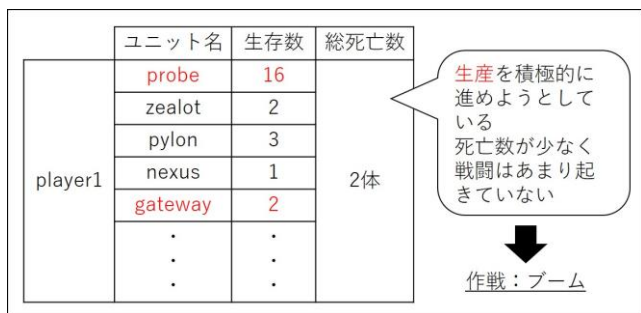 ユニット名 生存数 総死亡数
player1
probe 16
zealot 2
pylon 3
nexus 1
gateway 2
・ ・
・ ・
・ ・
2体
生産を積極的に
進めようとして
いる
死亡数が少なく
戦闘はあまり起
きていない
作戦：ブーム